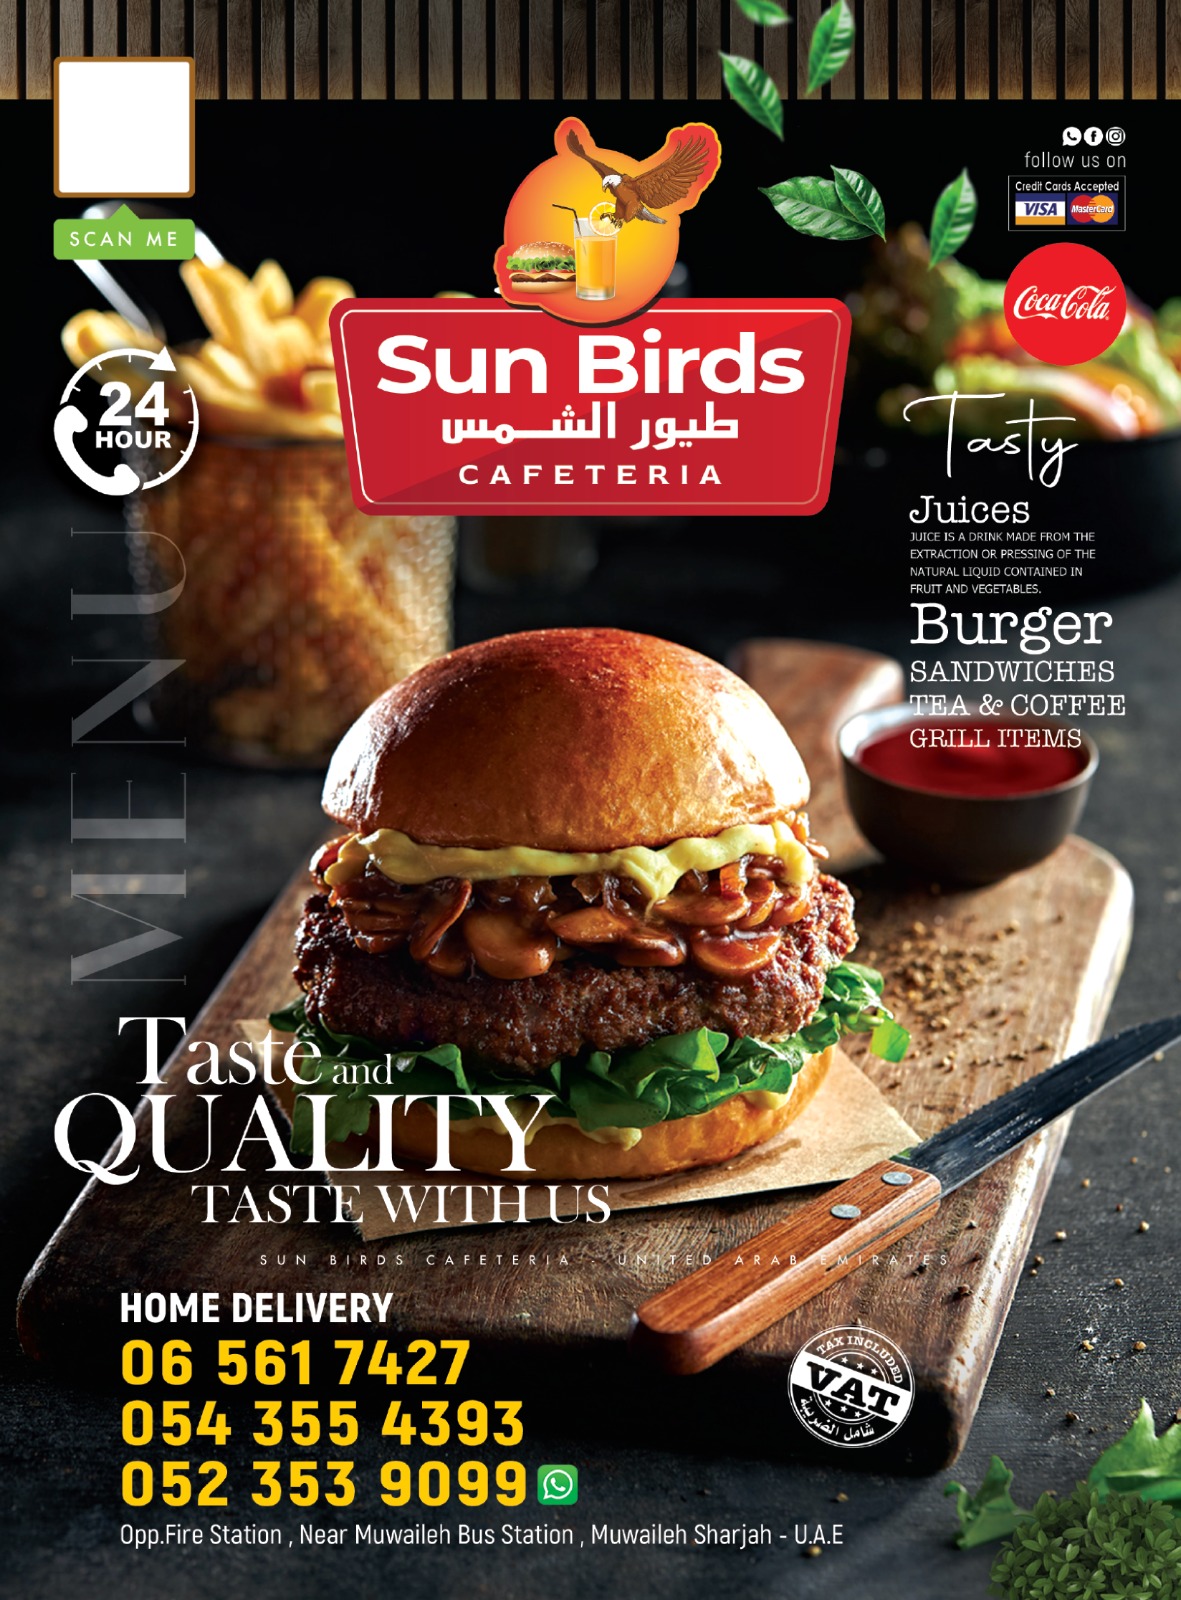 SCAN ME
24
HOUR
Sun Birds
طيور الشمس
CAFETERIA
follow us on
Credit Cards Accepted
VISA MasterCard
Coca-Cola
Tasty
Juices
JUICE IS A DRINK MADE FROM THE
EXTRACTION OR PRESSING OF THE
NATURAL LIQUID CONTAINED IN
FRUIT AND VEGETABLES.
Burger
SANDWICHES
TEA & COFFEE
GRILL ITEMS
MENU
Taste and
QUALITY
TASTE WITH US
SUN BIRDS CAFETERIA - UNITED ARAB EMIRATES
HOME DELIVERY
06 561 7427
054 355 4393
052 353 9099
TAX INCLUDED
VAT
شامل الضريبة
Opp.Fire Station , Near Muwaileh Bus Station , Muwaileh Sharjah - U.A.E